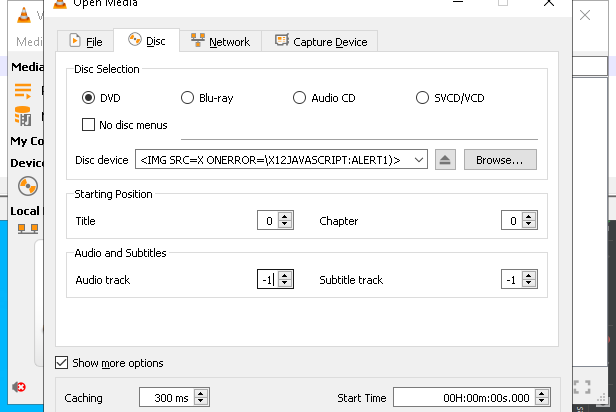 V
Open Media
Medi
File
Disc
Network
Capture Device
Media
Disc Selection
DVD
Blu-ray
Audio CD
SVCD/VCD
No disc menus
My Co
Device
Disc device
<IMG SRC=X ONERROR=\X12JAVASCRIPT:ALERT1)>
Browse...
Starting Position
Local
Title
0
Chapter
0
Audio and Subtitles
Audio track
-1
Subtitle track
-1
Show more options
Caching
300 ms
Start Time
00H:00m:00s.000